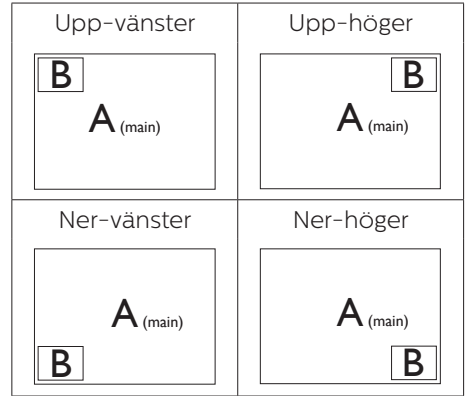 Upp-vänster
B
A (main)
Upp-höger
B
A (main)
Ner-vänster
A (main)
B
Ner-höger
A (main)
B